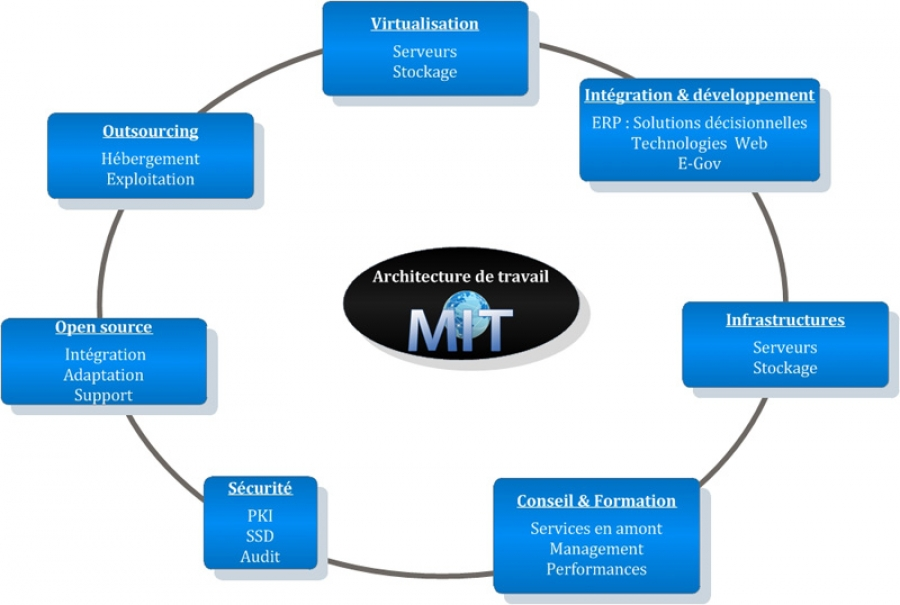 Virtualisation
Serveurs
Stockage
Intégration & développement
ERP : Solutions décisionnelles
Technologies Web
E-Gov
Outsourcing
Hébergement
Exploitation
Architecture de travail
MIT
Infrastructures
Serveurs
Stockage
Open source
Intégration
Adaptation
Support
Sécurité
PKI
SSD
Audit
Conseil & Formation
Services en amont
Management
Performances